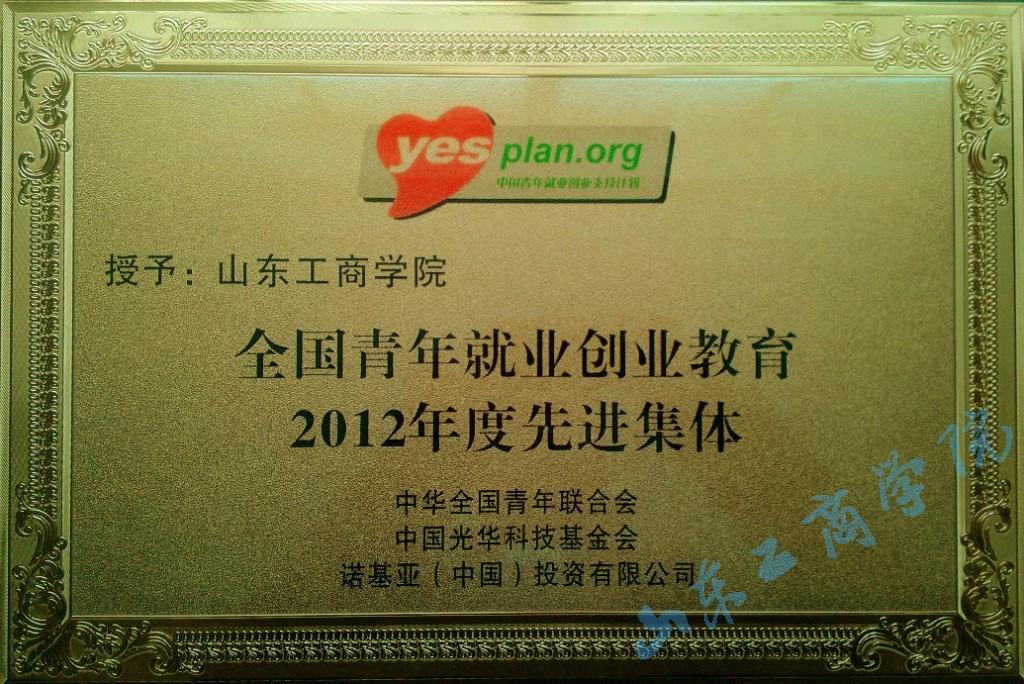 yes plan.org
中国青年就业创业支持计划
授予：山东工商学院
全国青年就业创业教育
2012年度先进集体
中华全国青年联合会
中国光华科技基金会
诺基亚（中国）投资有限公司
山东工商学院